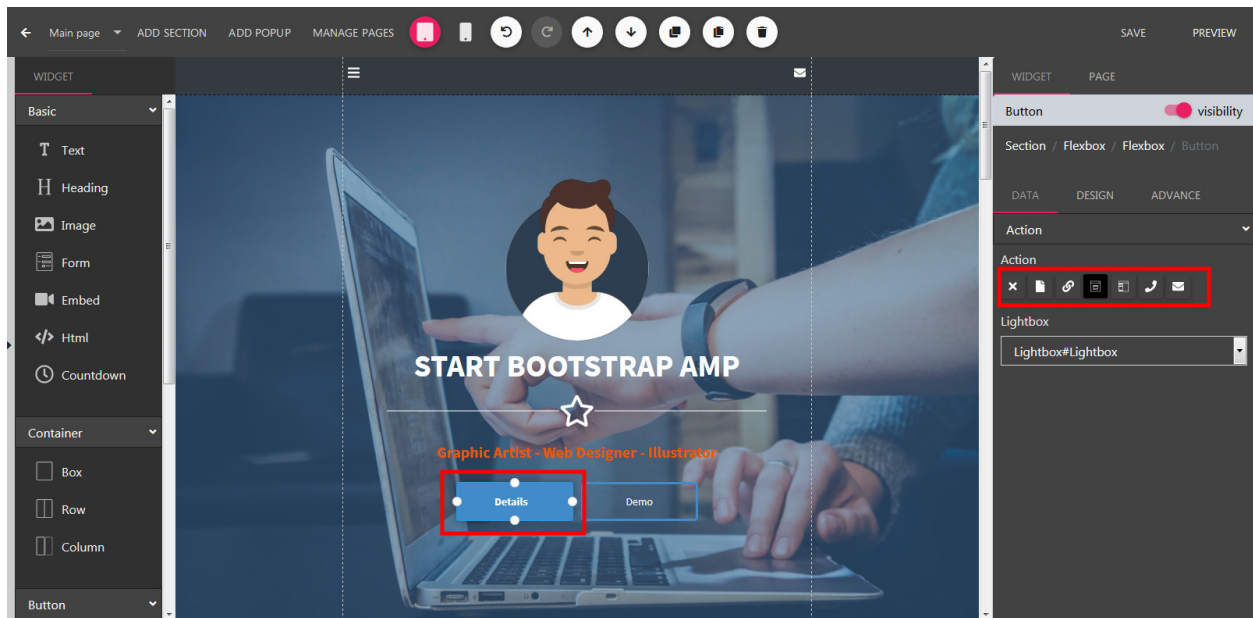 Main page ADD SECTION ADD POPUP MANAGE PAGES SAVE PREVIEW
WIDGET
Basic
T Text
H Heading
Image
Form
Embed
</> Html
Countdown
Container
Box
Row
Column
Button
START BOOTSTRAP AMP
Graphic Artist - Web Designer - Illustrator
Details Demo
WIDGET PAGE
Button visibility
Section / Flexbox / Flexbox / Button
DATA DESIGN ADVANCE
Action
Action
Lightbox
Lightbox#Lightbox